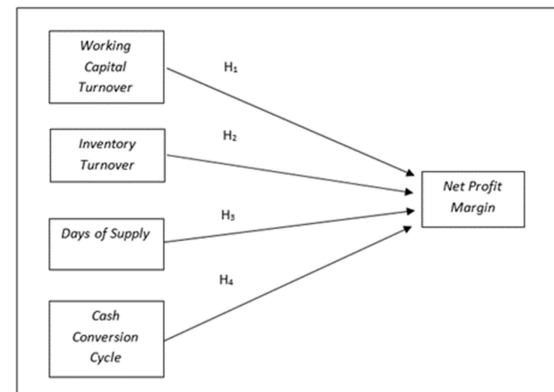 Working
Capital
Turnover
H₁
Inventory
Turnover
H₂
Days of Supply
H₃
Cash
Conversion
Cycle
H₄
Net Profit
Margin